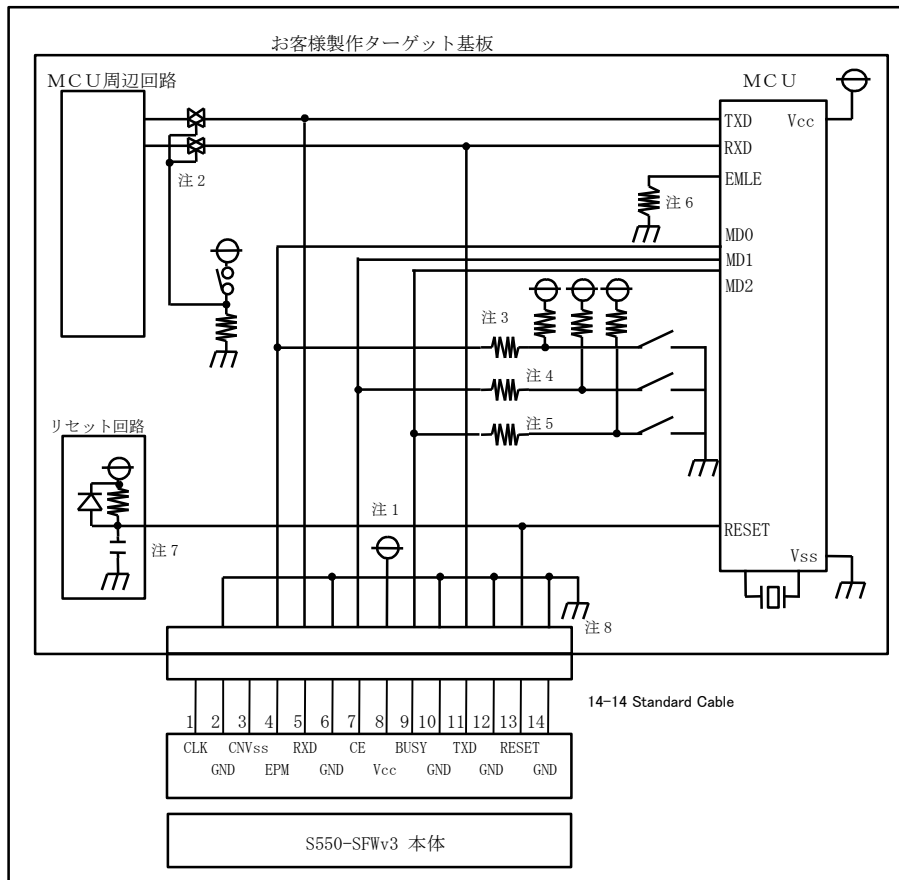 お客様製作ターゲット基板
ＭＣＵ周辺回路
ＭＣＵ
TXD
Vcc
RXD
注２
EMLE
注６
MD0
MD1
MD2
注３
注４
注５
リセット回路
注１
RESET
注７
Vss
注８
14-14 Standard Cable
1 2 3 4 5 6 7 8 9 10 11 12 13 14
CLK CNVss RXD CE BUSY TXD RESET
GND EPM GND Vcc GND GND GND
S550-SFWv3 本体